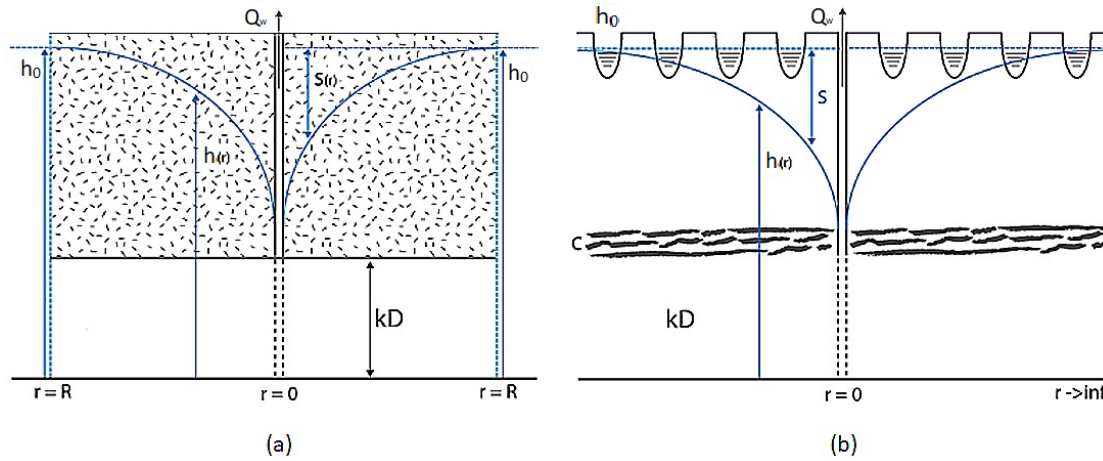 Qw
h0
h0
S(r)
h(r)
kD
r = R
r = 0
r = R
(a)
h0
Qw
S
h(r)
C
kD
r = 0
r ->inf
(b)